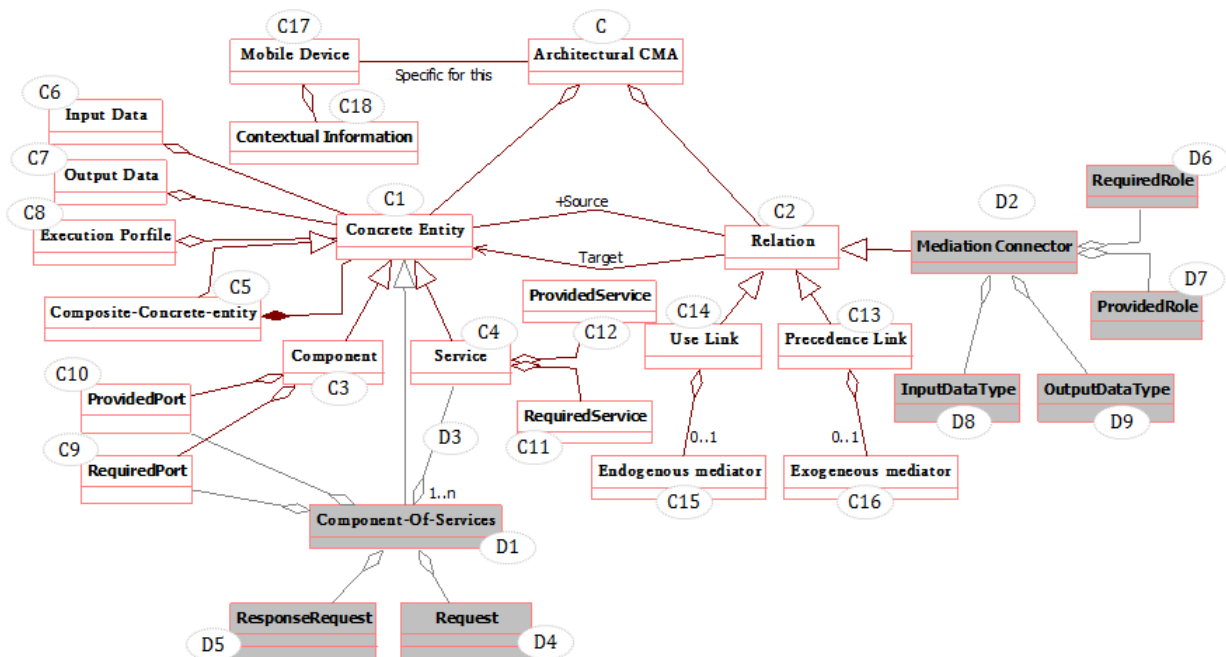 C17
C
Mobile Device
Architectural CMA
Specific for this
C6
C18
Input Data
Contextual Information
C7
Output Data
D6
RequiredRole
C8
C1
D2
Execution Porfile
Concrete Entity
+Source
C2
Relation
Mediation Connector
Target
C5
D7
Composite-Concrete-entity
ProvidedService
ProvidedRole
C4
C14
C13
Component
Service
C12
Use Link
Precedence Link
C10
C3
ProvidedPort
InputDataType
OutputDataType
RequiredService
D8
D9
C9
D3
C11
RequiredPort
0..1
0..1
Endogenous mediator
Exogeneous mediator
1..n
C15
C16
Component-Of-Services
D1
ResponseRequest
Request
D5
D4